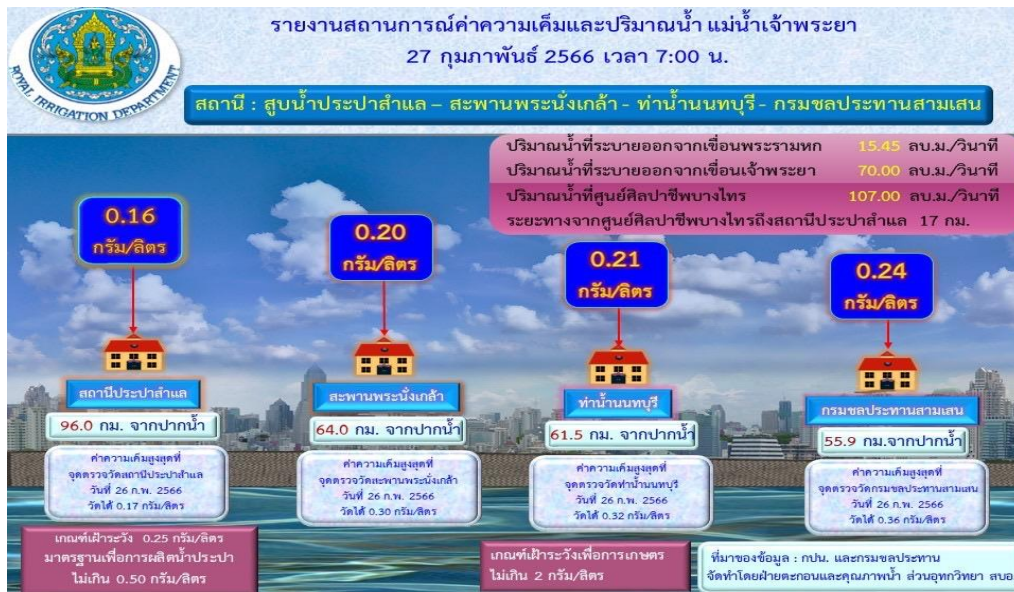 รายงานสถานการณ์ค่าความเค็มและปริมาณน้ำ แม่น้ำเจ้าพระยา
27 กุมภาพันธ์ 2566 เวลา 7:00 น.
ROYAL IRRIGATION DEPARTMENT
สถานี : สูบน้ำประปาสำแล – สะพานพระนั่งเกล้า - ท่าน้ำนนทบุรี - กรมชลประทานสามเสน
ปริมาณน้ำที่ระบายออกจากเขื่อนพระรามหก 15.45 ลบ.ม./วินาที
ปริมาณน้ำที่ระบายออกจากเขื่อนเจ้าพระยา 70.00 ลบ.ม./วินาที
ปริมาณน้ำที่ศูนย์ศิลปาชีพบางไทร 107.00 ลบ.ม./วินาที
ระยะทางจากศูนย์ศิลปาชีพบางไทรถึงสถานีประปาสำแล 17 กม.
0.16
กรัม/ลิตร
0.20
กรัม/ลิตร
0.21
กรัม/ลิตร
0.24
กรัม/ลิตร
สถานีประปาสำแล
96.0 กม. จากปากน้ำ
ค่าความเค็มสูงสุดที่
จุดตรวจวัดสถานีประปาสำแล
วันที่ 26 ก.พ. 2566
วัดได้ 0.17 กรัม/ลิตร
สะพานพระนั่งเกล้า
64.0 กม. จากปากน้ำ
ค่าความเค็มสูงสุดที่
จุดตรวจวัดสะพานพระนั่งเกล้า
วันที่ 26 ก.พ. 2566
วัดได้ 0.30 กรัม/ลิตร
ท่าน้ำนนทบุรี
61.5 กม. จากปากน้ำ
ค่าความเค็มสูงสุดที่
จุดตรวจวัดท่าน้ำนนทบุรี
วันที่ 26 ก.พ. 2566
วัดได้ 0.32 กรัม/ลิตร
กรมชลประทานสามเสน
55.9 กม.จากปากน้ำ
ค่าความเค็มสูงสุดที่
จุดตรวจวัดกรมชลประทานสามเสน
วันที่ 26 ก.พ. 2566
วัดได้ 0.36 กรัม/ลิตร
เกณฑ์เฝ้าระวัง 0.25 กรัม/ลิตร
มาตรฐานเพื่อการผลิตน้ำประปา
ไม่เกิน 0.50 กรัม/ลิตร
เกณฑ์เฝ้าระวังเพื่อการเกษตร
ไม่เกิน 2 กรัม/ลิตร
ที่มาของข้อมูล : กปน. และกรมชลประทาน
จัดทำโดยฝ่ายตะกอนและคุณภาพน้ำ ส่วนอุทกวิทยา สบอ